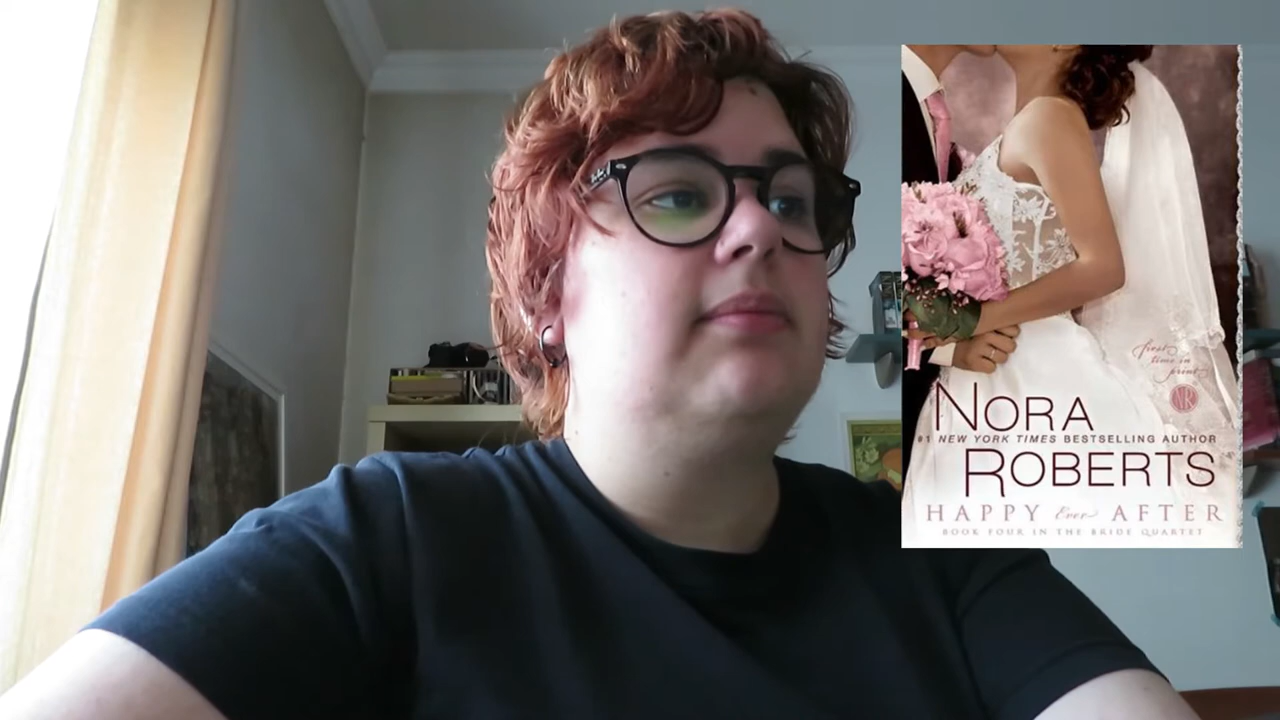 first
time in
print
NR
NORA
#1 NEW YORK TIMES BESTSELLING AUTHOR
ROBERTS
HAPPY Ever AFTER
BOOK FOUR IN THE BRIDE QUARTET